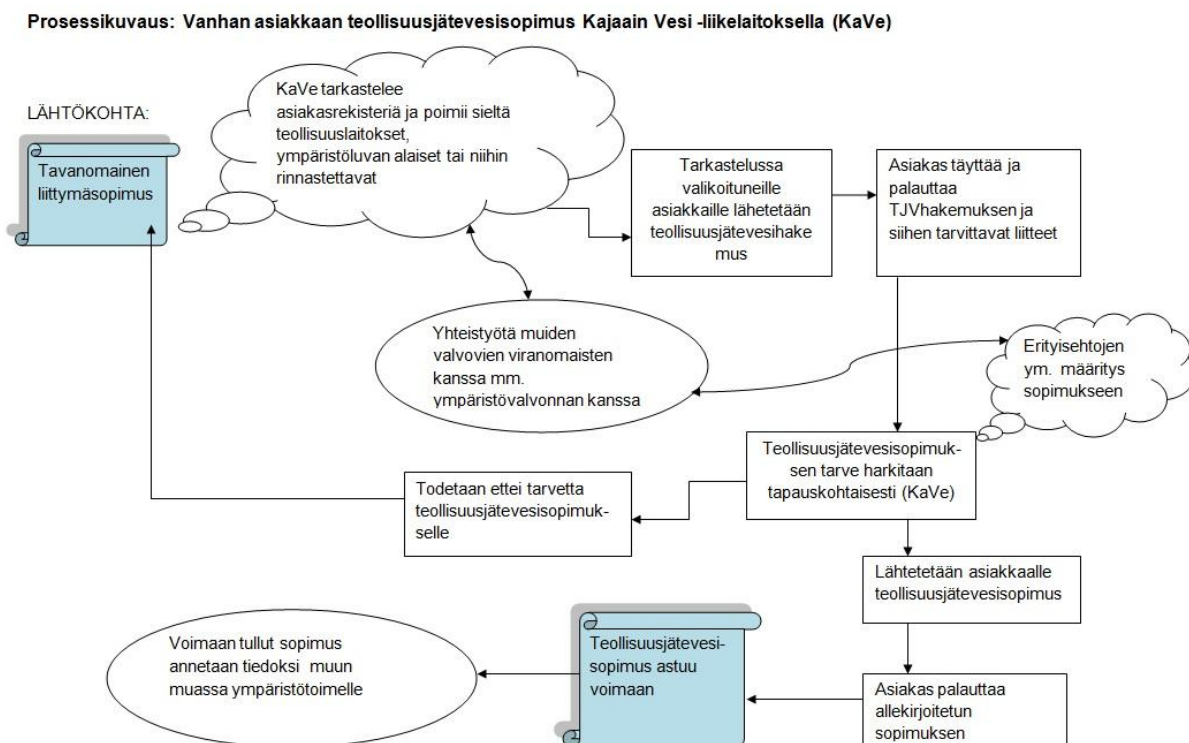 Prosessikuvaus: Vanhan asiakkaan teollisuusjätevesisopimus Kajaain Vesi -liikelaitoksella (KaVe)
LÄHTÖKOHTA:
Tavanomainen
liittymäsopimus
KaVe tarkastelee
asiakasrekisteriä ja poimii sieltä
teollisuuslaitokset,
ympäristöluvan alaiset tai niihin
rinnastettavat
Tarkastelussa
valikoituneille
asiakkaille lähetetään
teollisuusjätevesihake
mus
Asiakas täyttää ja
palauttaa
TJVhakemuksen ja
siihen tarvittavat liitteet
Yhteistyötä muiden
valvovien viranomaisten
kanssa mm.
ympäristövalvonnan kanssa
Erityisehtojen
ym. määritys
sopimukseen
Teollisuusjätevesisopimuk-
sen tarve harkitaan
tapauskohtaisesti (KaVe)
Todetaan ettei tarvetta
teollisuusjätevesisopimuk-
selle
Lähtetetään asiakkaalle
teollisuusjätevesisopimus
Asiakas palauttaa
allekirjoitetun
sopimuksen
Teollisuusjätevesi-
sopimus astuu
voimaan
Voimaan tullut sopimus
annetaan tiedoksi muun
muassa ympäristötoimelle